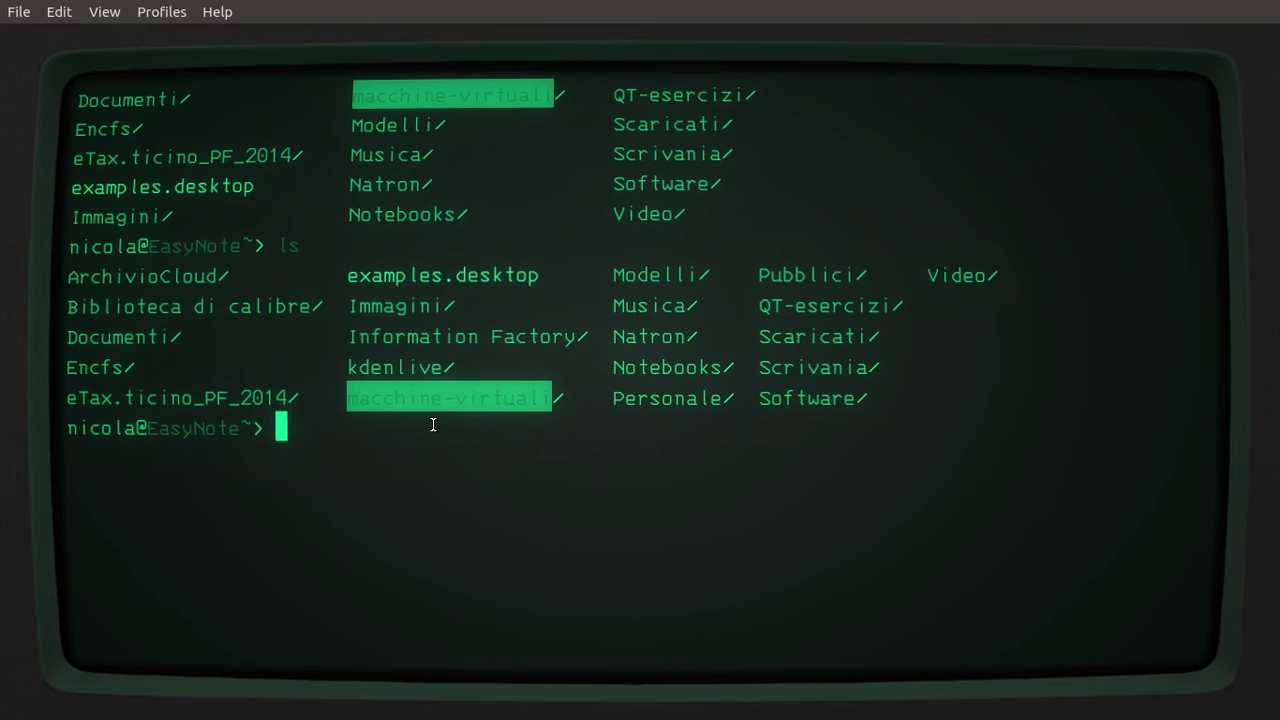 File Edit View Profiles Help
Documenti/ macchine-virtuali/ QT-esercizi/
Encfs/ Modelli/ Scaricati/
eTax.ticino_PF_2014/ Musica/ Scrivania/
examples.desktop Natron/ Software/
Immagini/ Notebooks/ Video/
nicola@EasyNote~> ls
ArchivioCloud/ examples.desktop Modelli/ Pubblici/ Video/
Biblioteca di calibre/ Immagini/ Musica/ QT-esercizi/
Documenti/ Information Factory/ Natron/ Scaricati/
Encfs/ kdenlive/ Notebooks/ Scrivania/
eTax.ticino_PF_2014/ macchine-virtuali/ Personale/ Software/
nicola@EasyNote~>